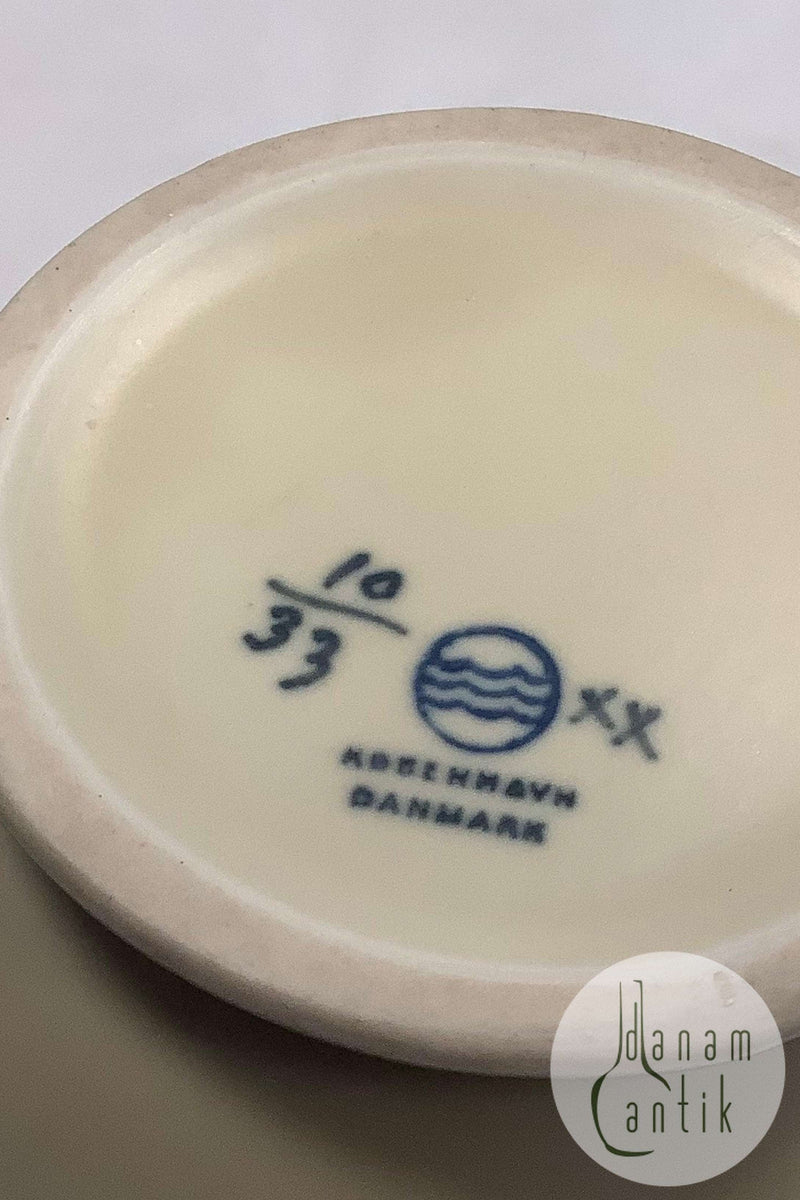 10
33
XX
KØBENHAVN
DANMARK
danam
antik